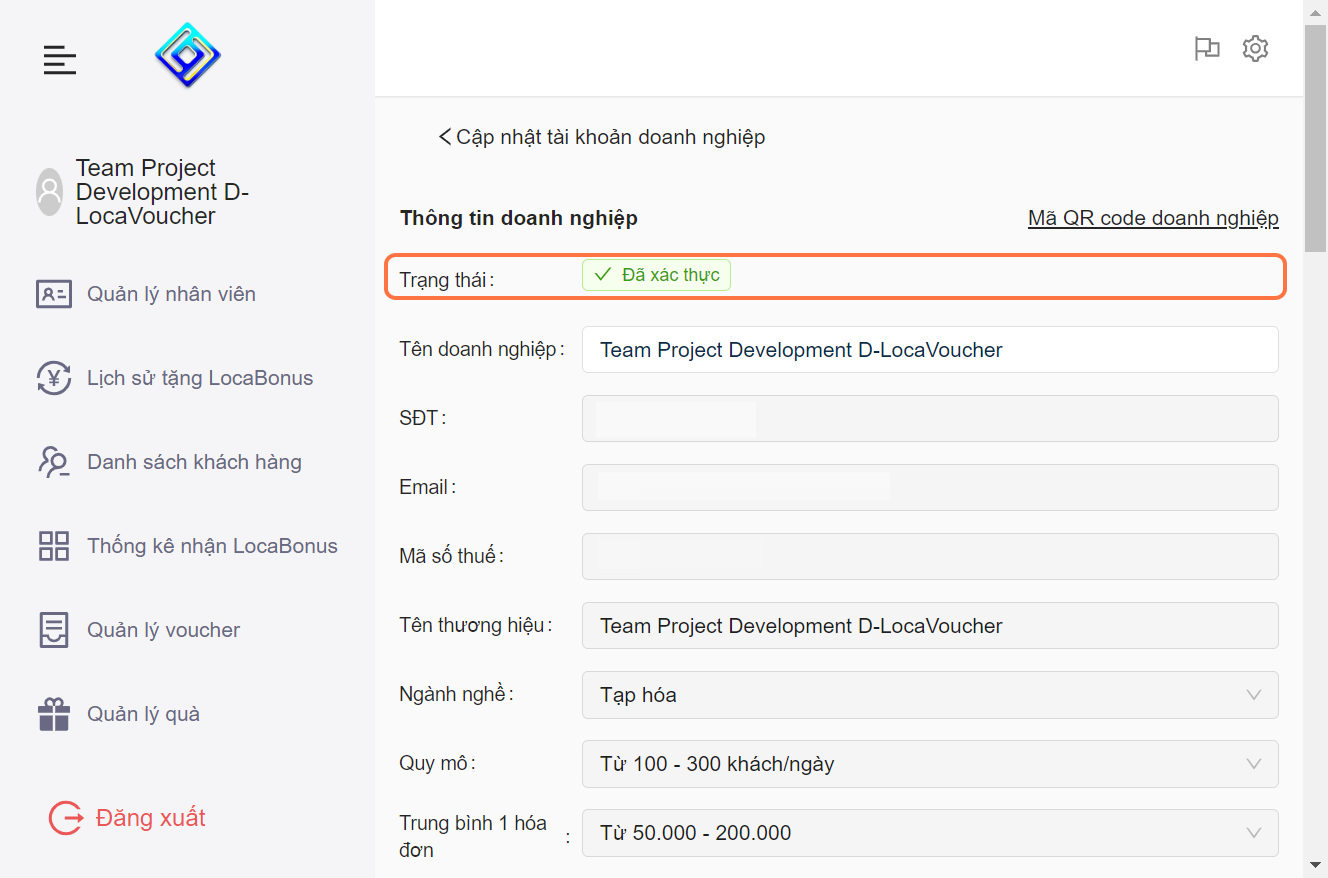 Team Project
Development D-
LocaVoucher
Quản lý nhân viên
Lịch sử tặng LocaBonus
Danh sách khách hàng
Thống kê nhận LocaBonus
Quản lý voucher
Quản lý quà
Đăng xuất
Cập nhật tài khoản doanh nghiệp
Thông tin doanh nghiệp
Mã QR code doanh nghiệp
Trạng thái: Đã xác thực
Tên doanh nghiệp: Team Project Development D-LocaVoucher
SĐT:
Email:
Mã số thuế:
Tên thương hiệu: Team Project Development D-LocaVoucher
Ngành nghề: Tạp hóa
Quy mô: Từ 100 - 300 khách/ngày
Trung bình 1 hóa
đơn : Từ 50.000 - 200.000